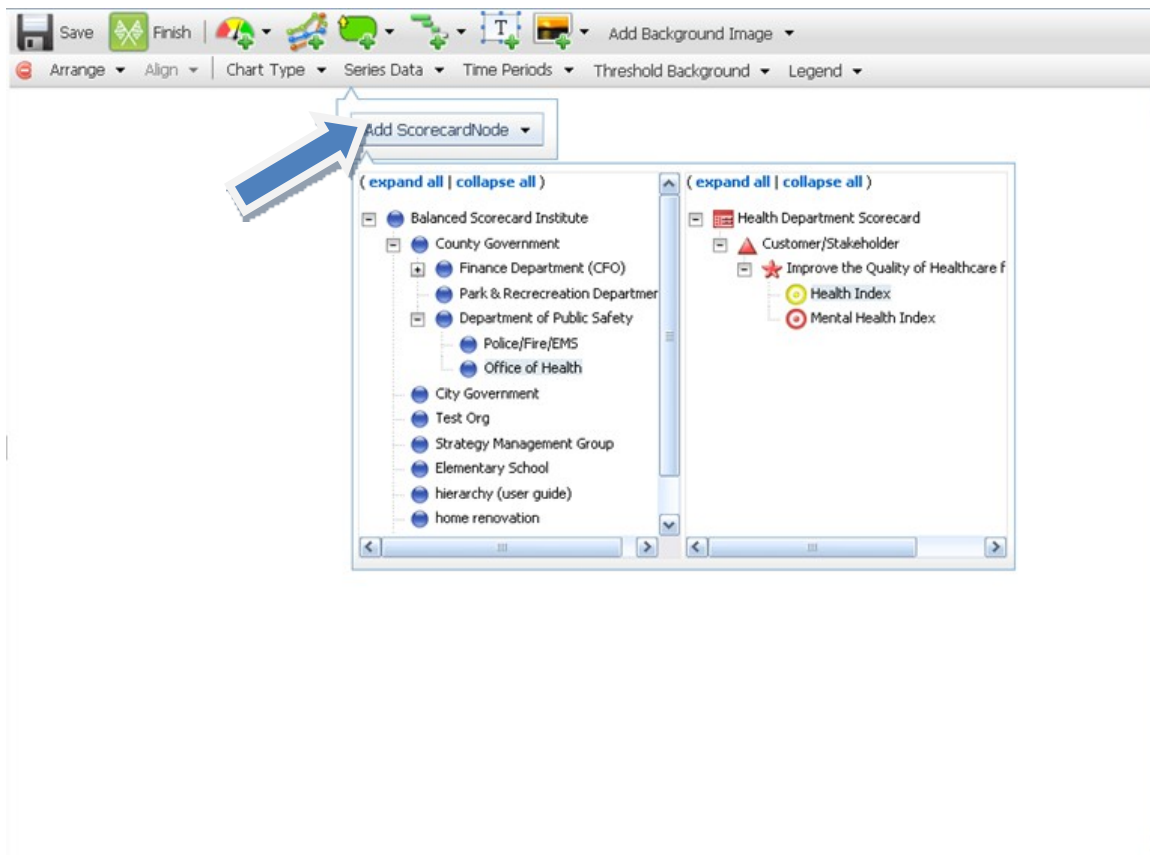 Save Finish Add Background Image
Arrange Align Chart Type Series Data Time Periods Threshold Background Legend
Add ScorecardNode
( expand all | collapse all )
Balanced Scorecard Institute
County Government
Finance Department (CFO)
Park & Recrecreation Departmer
Department of Public Safety
Police/Fire/EMS
Office of Health
City Government
Test Org
Strategy Management Group
Elementary School
hierarchy (user guide)
home renovation
( expand all | collapse all )
Health Department Scorecard
Customer/Stakeholder
Improve the Quality of Healthcare f
Health Index
Mental Health Index